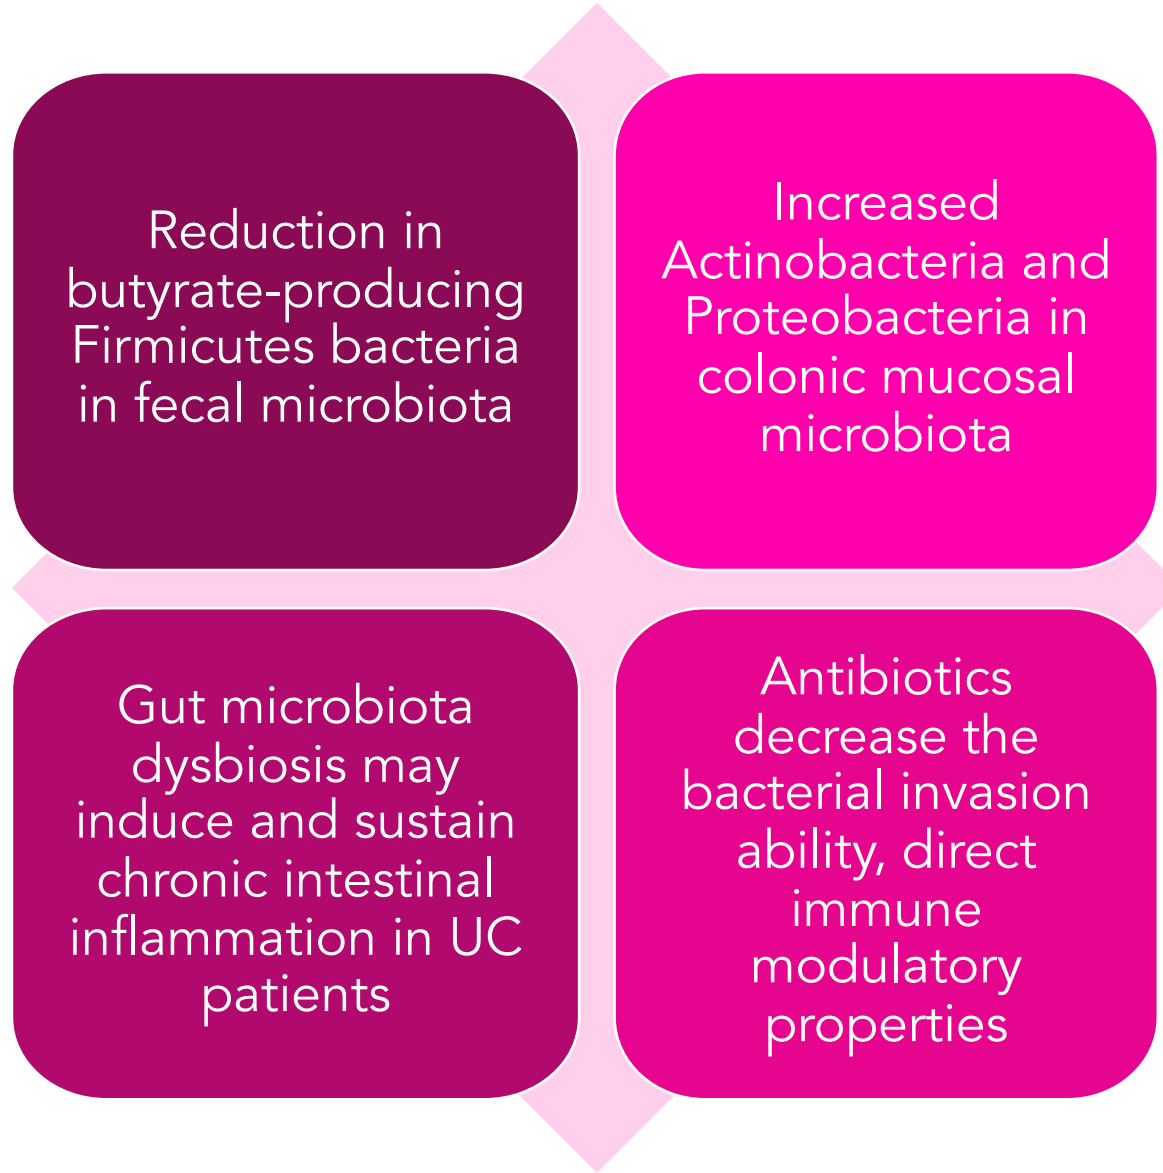 Reduction in
butyrate-producing
Firmicutes bacteria
in fecal microbiota
Increased
Actinobacteria and
Proteobacteria in
colonic mucosal
microbiota
Gut microbiota
dysbiosis may
induce and sustain
chronic intestinal
inflammation in UC
patients
Antibiotics
decrease the
bacterial invasion
ability, direct
immune
modulatory
properties